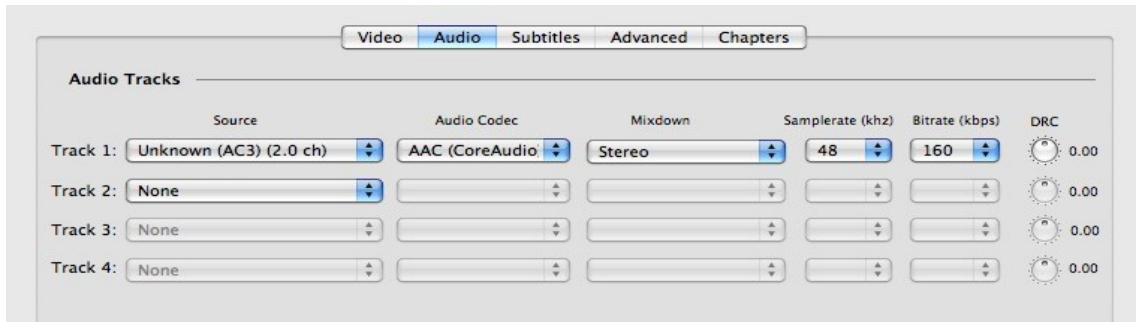 Video Audio Subtitles Advanced Chapters
Audio Tracks
Source Audio Codec Mixdown Samplerate (khz) Bitrate (kbps) DRC
Track 1: Unknown (AC3) (2.0 ch) AAC (CoreAudio) Stereo 48 160 0.00
Track 2: None 0.00
Track 3: None 0.00
Track 4: None 0.00